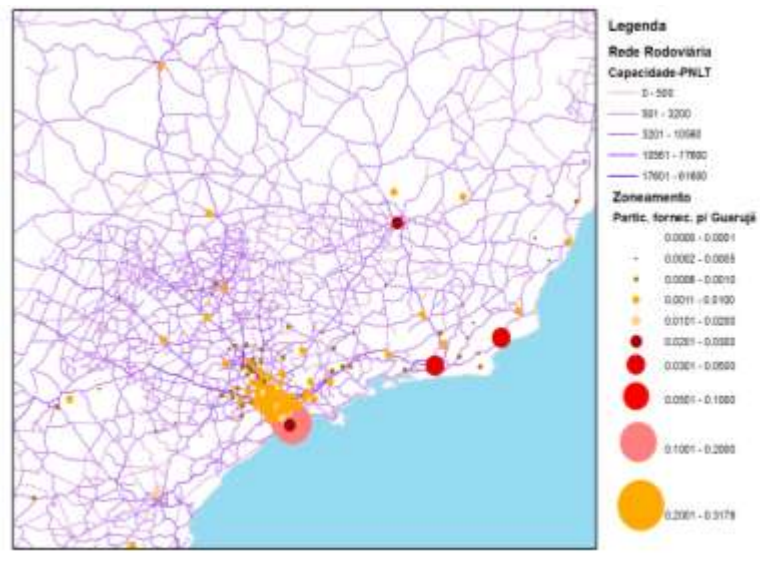 Legenda
Rede Rodoviária
Capacidade-PNLT
0 - 500
501 - 3200
3201 - 10560
10561 - 17600
17601 - 61600
Zoneamento
Partic. fornec. p/ Guarujá
0.0000 - 0.0001
0.0002 - 0.0005
0.0006 - 0.0010
0.0011 - 0.0100
0.0101 - 0.0200
0.0201 - 0.0300
0.0301 - 0.0500
0.0501 - 0.1000
0.1001 - 0.2000
0.2001 - 0.3179